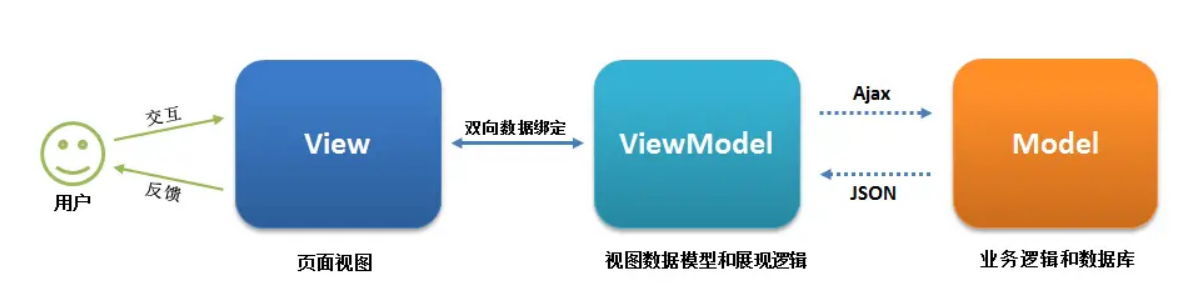 交互
反馈
用户
View
页面视图
双向数据绑定
ViewModel
视图数据模型和展现逻辑
Ajax
JSON
Model
业务逻辑和数据库